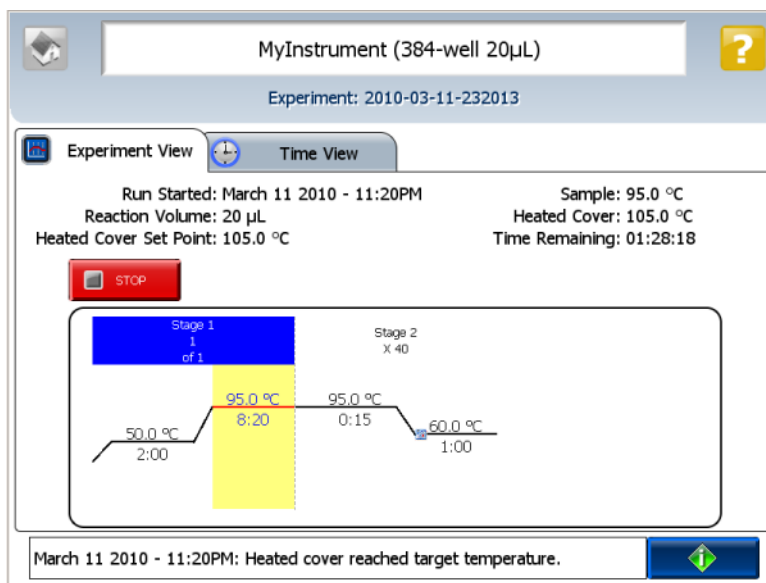 MyInstrument (384-well 20µL)
?
Experiment: 2010-03-11-232013
Experiment View
Time View
Run Started: March 11 2010 - 11:20PM
Reaction Volume: 20 µL
Heated Cover Set Point: 105.0 °C
Sample: 95.0 °C
Heated Cover: 105.0 °C
Time Remaining: 01:28:18
STOP
Stage 1
1
of 1
Stage 2
X 40
50.0 °C
2:00
95.0 °C
8:20
95.0 °C
0:15
60.0 °C
1:00
March 11 2010 - 11:20PM: Heated cover reached target temperature.
i